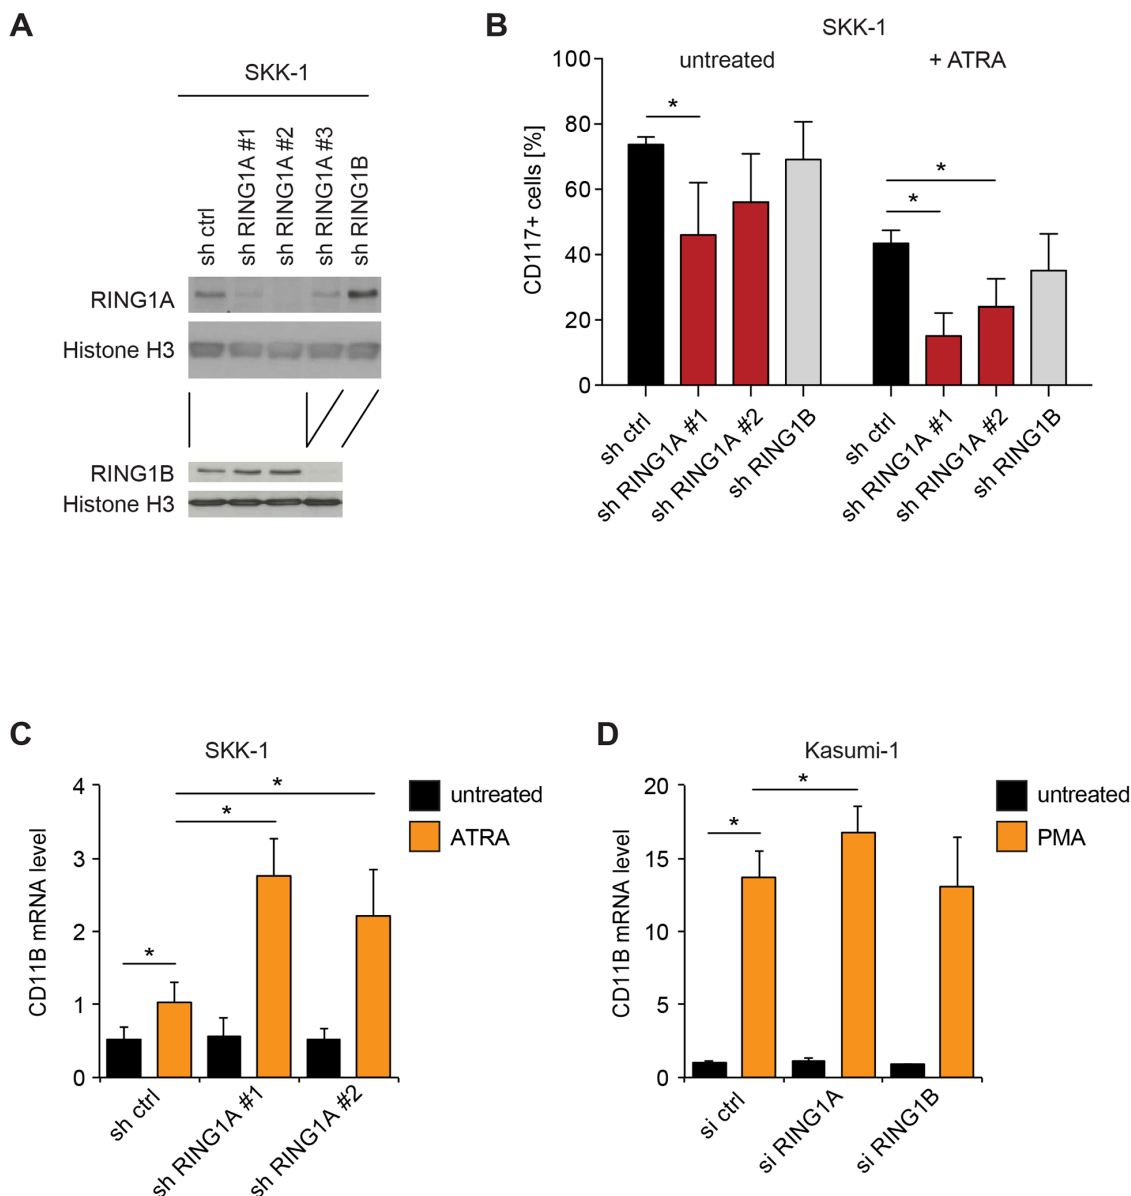 A
SKK-1
sh ctrl
sh RING1A #1
sh RING1A #2
sh RING1A #3
sh RING1B
RING1A
Histone H3
RING1B
Histone H3
B
SKK-1
untreated
+ ATRA
CD117+ cells [%]
100
80
60
40
20
0
*
*
*
sh ctrl
sh RING1A #1
sh RING1A #2
sh RING1B
sh ctrl
sh RING1A #1
sh RING1A #2
sh RING1B
C
SKK-1
CD11B mRNA level
4
3
2
1
0
*
*
*
untreated
ATRA
sh ctrl
sh RING1A #1
sh RING1A #2
D
Kasumi-1
CD11B mRNA level
20
15
10
5
0
*
*
untreated
PMA
si ctrl
si RING1A
si RING1B